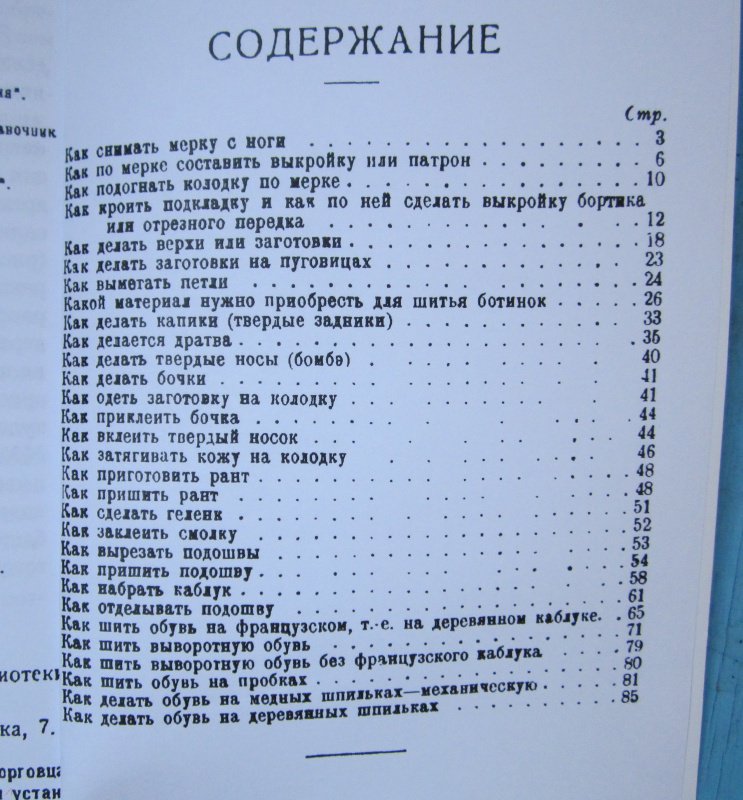 СОДЕРЖАНИЕ
Стр.
Как снимать мерку с ноги . . . . . . . . . . . . . . 3
Как по мерке составить выкройку или патрон . . . . . . . . 6
Как подогнать колодку по мерке . . . . . . . . . . . . . 10
Как кроить подкладку и как по ней сделать выкройку бортика
или отрезного передка . . . . . . . . . . . . . 12
Как делать верхи или заготовки . . . . . . . . . . . . . 18
Как делать заготовки на пуговицах . . . . . . . . . . . . 23
Как выметать петли . . . . . . . . . . . . . . . . 24
Какой материал нужно приобресть для шитья ботинок . . . . . 26
Как делать капики (твердые задники) . . . . . . . . . . . 33
Как делается дратва . . . . . . . . . . . . . . . . 35
Как делать твердые носы (бомбе) . . . . . . . . . . . . 40
Как делать бочки . . . . . . . . . . . . . . . . . 41
Как одеть заготовку на колодку . . . . . . . . . . . . 41
Как приклеить бочка . . . . . . . . . . . . . . . . 44
Как вклеить твердый носок . . . . . . . . . . . . . . 44
Как затягивать кожу на колодку . . . . . . . . . . . . 46
Как приготовить рант . . . . . . . . . . . . . . . . 48
Как пришить рант . . . . . . . . . . . . . . . . . 48
Как сделать геленк . . . . . . . . . . . . . . . . . 51
Как заклеить смолку . . . . . . . . . . . . . . . . 52
Как вырезать подошвы . . . . . . . . . . . . . . . 53
Как пришить подошву . . . . . . . . . . . . . . . . 54
Как набрать каблук . . . . . . . . . . . . . . . . . 58
Как отделывать подошву . . . . . . . . . . . . . . . 61
Как шить обувь на французском, т.-е. на деревянном каблуке. . 65
Как шить выворотную обувь . . . . . . . . . . . . . . 71
Как шить выворотную обувь без французского каблука . . . . 79
Как шить обувь на пробках . . . . . . . . . . . . . . 80
Как делать обувь на медных шпильках—механическую . . . . . 81
Как делать обувь на деревянных шпильках . . . . . . . . . 85
ка, 7.